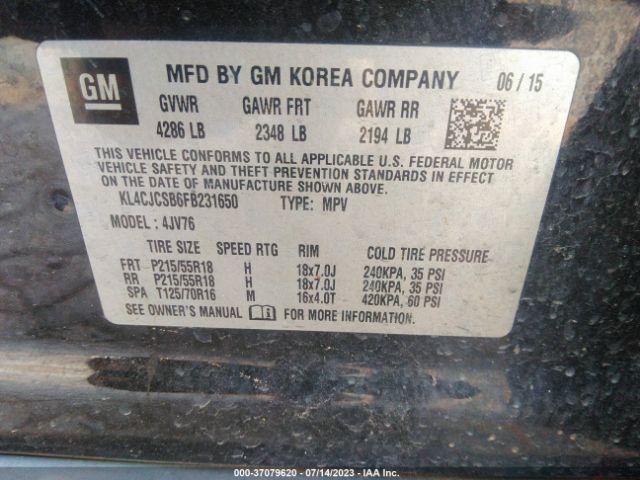 GM MFD BY GM KOREA COMPANY 06 / 15
GVWR GAWR FRT GAWR RR
4286 LB 2348 LB 2194 LB
THIS VEHICLE CONFORMS TO ALL APPLICABLE U.S. FEDERAL MOTOR
VEHICLE SAFETY AND THEFT PREVENTION STANDARDS IN EFFECT
ON THE DATE OF MANUFACTURE SHOWN ABOVE.
KL4CJCSB6FB231650 TYPE: MPV
MODEL : 4JV76
TIRE SIZE SPEED RTG RIM COLD TIRE PRESSURE
FRT P215/55R18 H 18x7.0J 240KPA, 35 PSI
RR P215/55R18 H 18x7.0J 240KPA, 35 PSI
SPA T125/70R16 M 16x4.0T 420KPA, 60 PSI
SEE OWNER'S MANUAL FOR MORE INFORMATION.
000-37079620 - 07/14/2023 - IAA Inc.